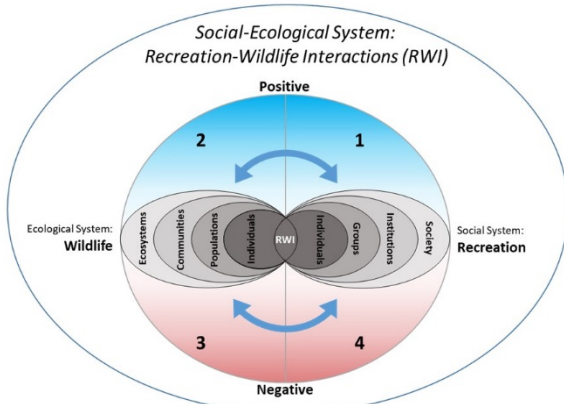 Social-Ecological System:
Recreation-Wildlife Interactions (RWI)
Positive
2
1
Ecological System:
Wildlife
Ecosystems
Communities
Populations
Individuals
RWI
Individuals
Groups
Institutions
Society
Social System:
Recreation
3
4
Negative